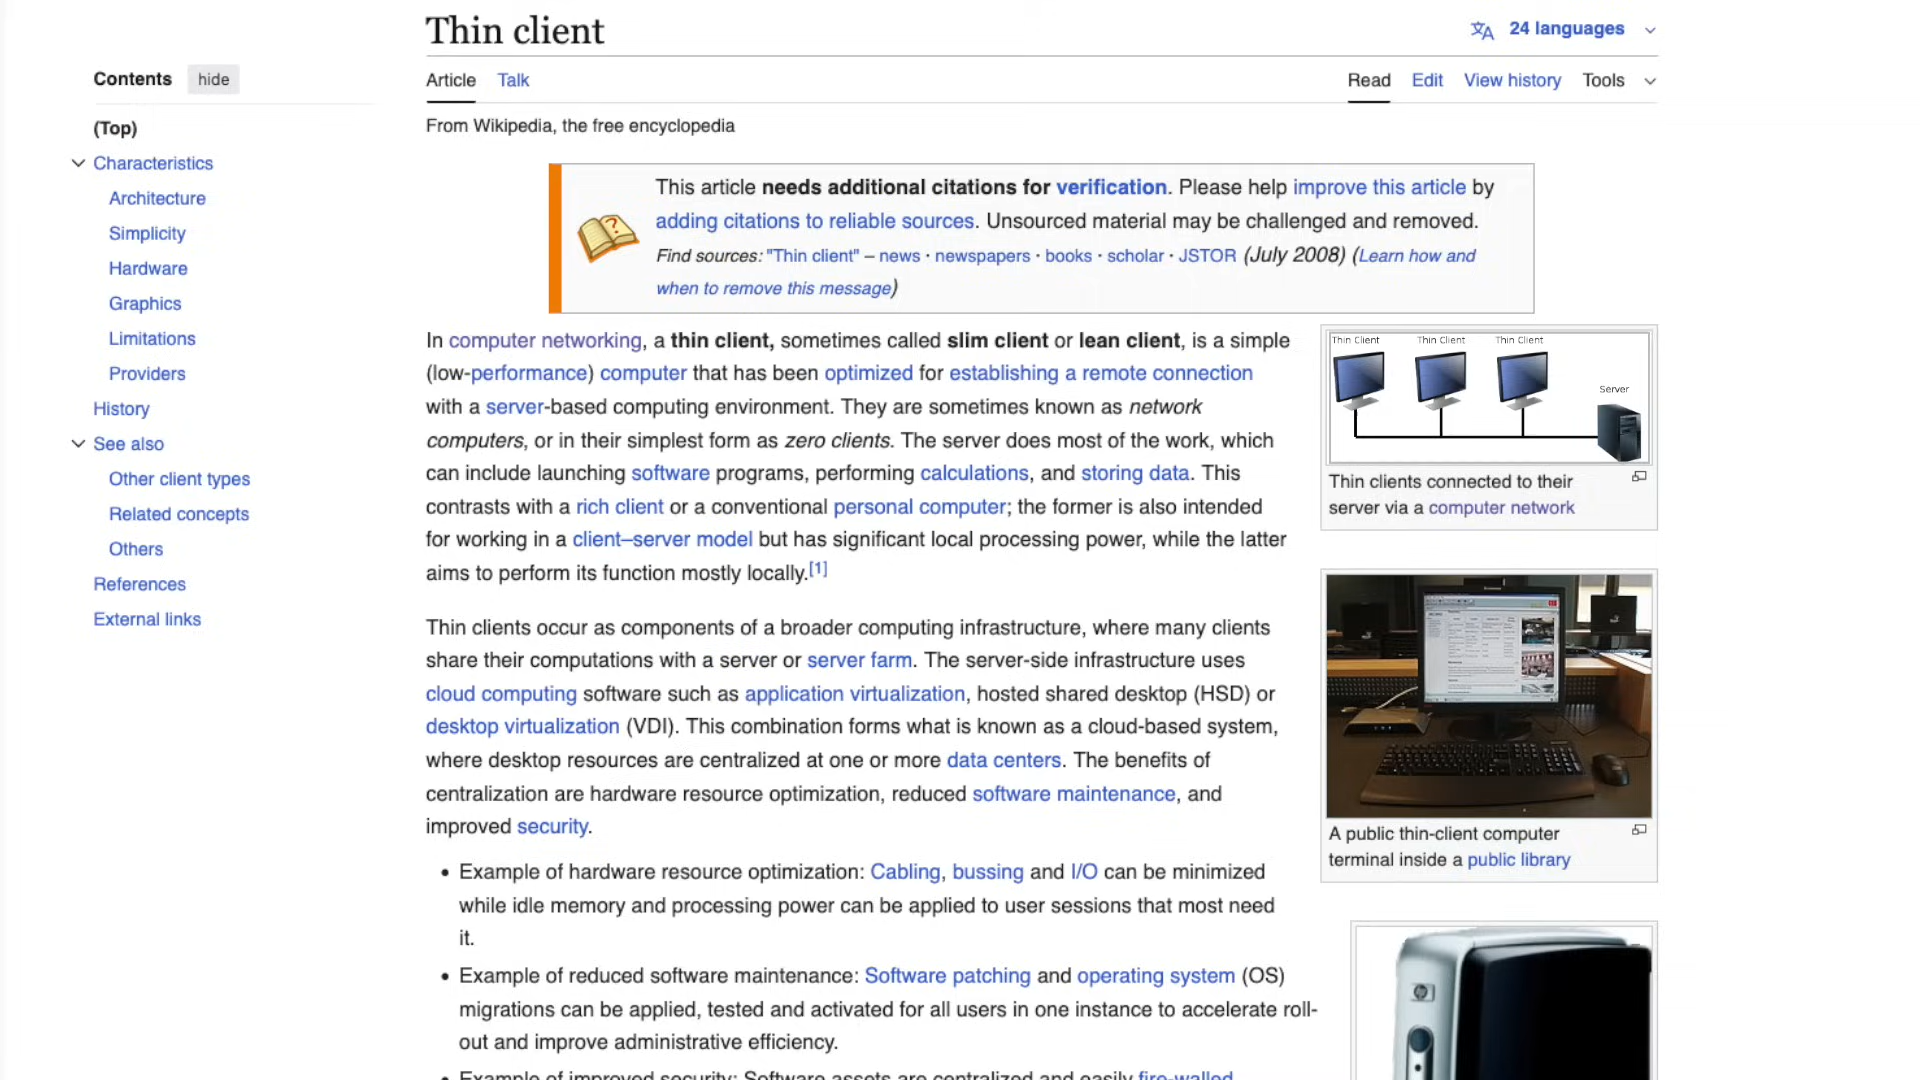 Thin client
24 languages
Contents hide
Article Talk
Read Edit View history Tools
(Top)
Characteristics
Architecture
Simplicity
Hardware
Graphics
Limitations
Providers
History
See also
Other client types
Related concepts
Others
References
External links
From Wikipedia, the free encyclopedia
This article needs additional citations for verification. Please help improve this article by
adding citations to reliable sources. Unsourced material may be challenged and removed.
Find sources: "Thin client" – news · newspapers · books · scholar · JSTOR (July 2008) (Learn how and
when to remove this message)
In computer networking, a thin client, sometimes called slim client or lean client, is a simple
(low-performance) computer that has been optimized for establishing a remote connection
with a server-based computing environment. They are sometimes known as network
computers, or in their simplest form as zero clients. The server does most of the work, which
can include launching software programs, performing calculations, and storing data. This
contrasts with a rich client or a conventional personal computer; the former is also intended
for working in a client–server model but has significant local processing power, while the latter
aims to perform its function mostly locally.[1]
Thin clients occur as components of a broader computing infrastructure, where many clients
share their computations with a server or server farm. The server-side infrastructure uses
cloud computing software such as application virtualization, hosted shared desktop (HSD) or
desktop virtualization (VDI). This combination forms what is known as a cloud-based system,
where desktop resources are centralized at one or more data centers. The benefits of
centralization are hardware resource optimization, reduced software maintenance, and
improved security.
• Example of hardware resource optimization: Cabling, bussing and I/O can be minimized
while idle memory and processing power can be applied to user sessions that most need
it.
• Example of reduced software maintenance: Software patching and operating system (OS)
migrations can be applied, tested and activated for all users in one instance to accelerate roll-
out and improve administrative efficiency.
• Example of improved security: Software assets are centralized and easily fire-walled
Thin Client Thin Client Thin Client
Server
Thin clients connected to their
server via a computer network
A public thin-client computer
terminal inside a public library
hp